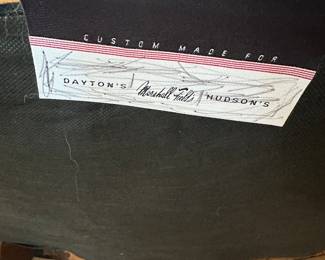 CUSTOM MADE FOR
DAYTON'S Marshall Field's HUDSON'S